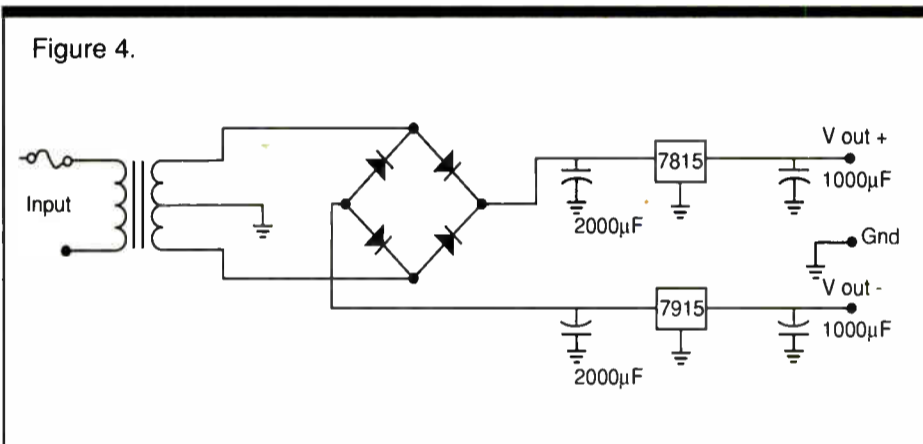 Figure 4.
Input
7815
V out +
1000µF
2000µF
Gnd
V out -
7915
1000µF
2000µF